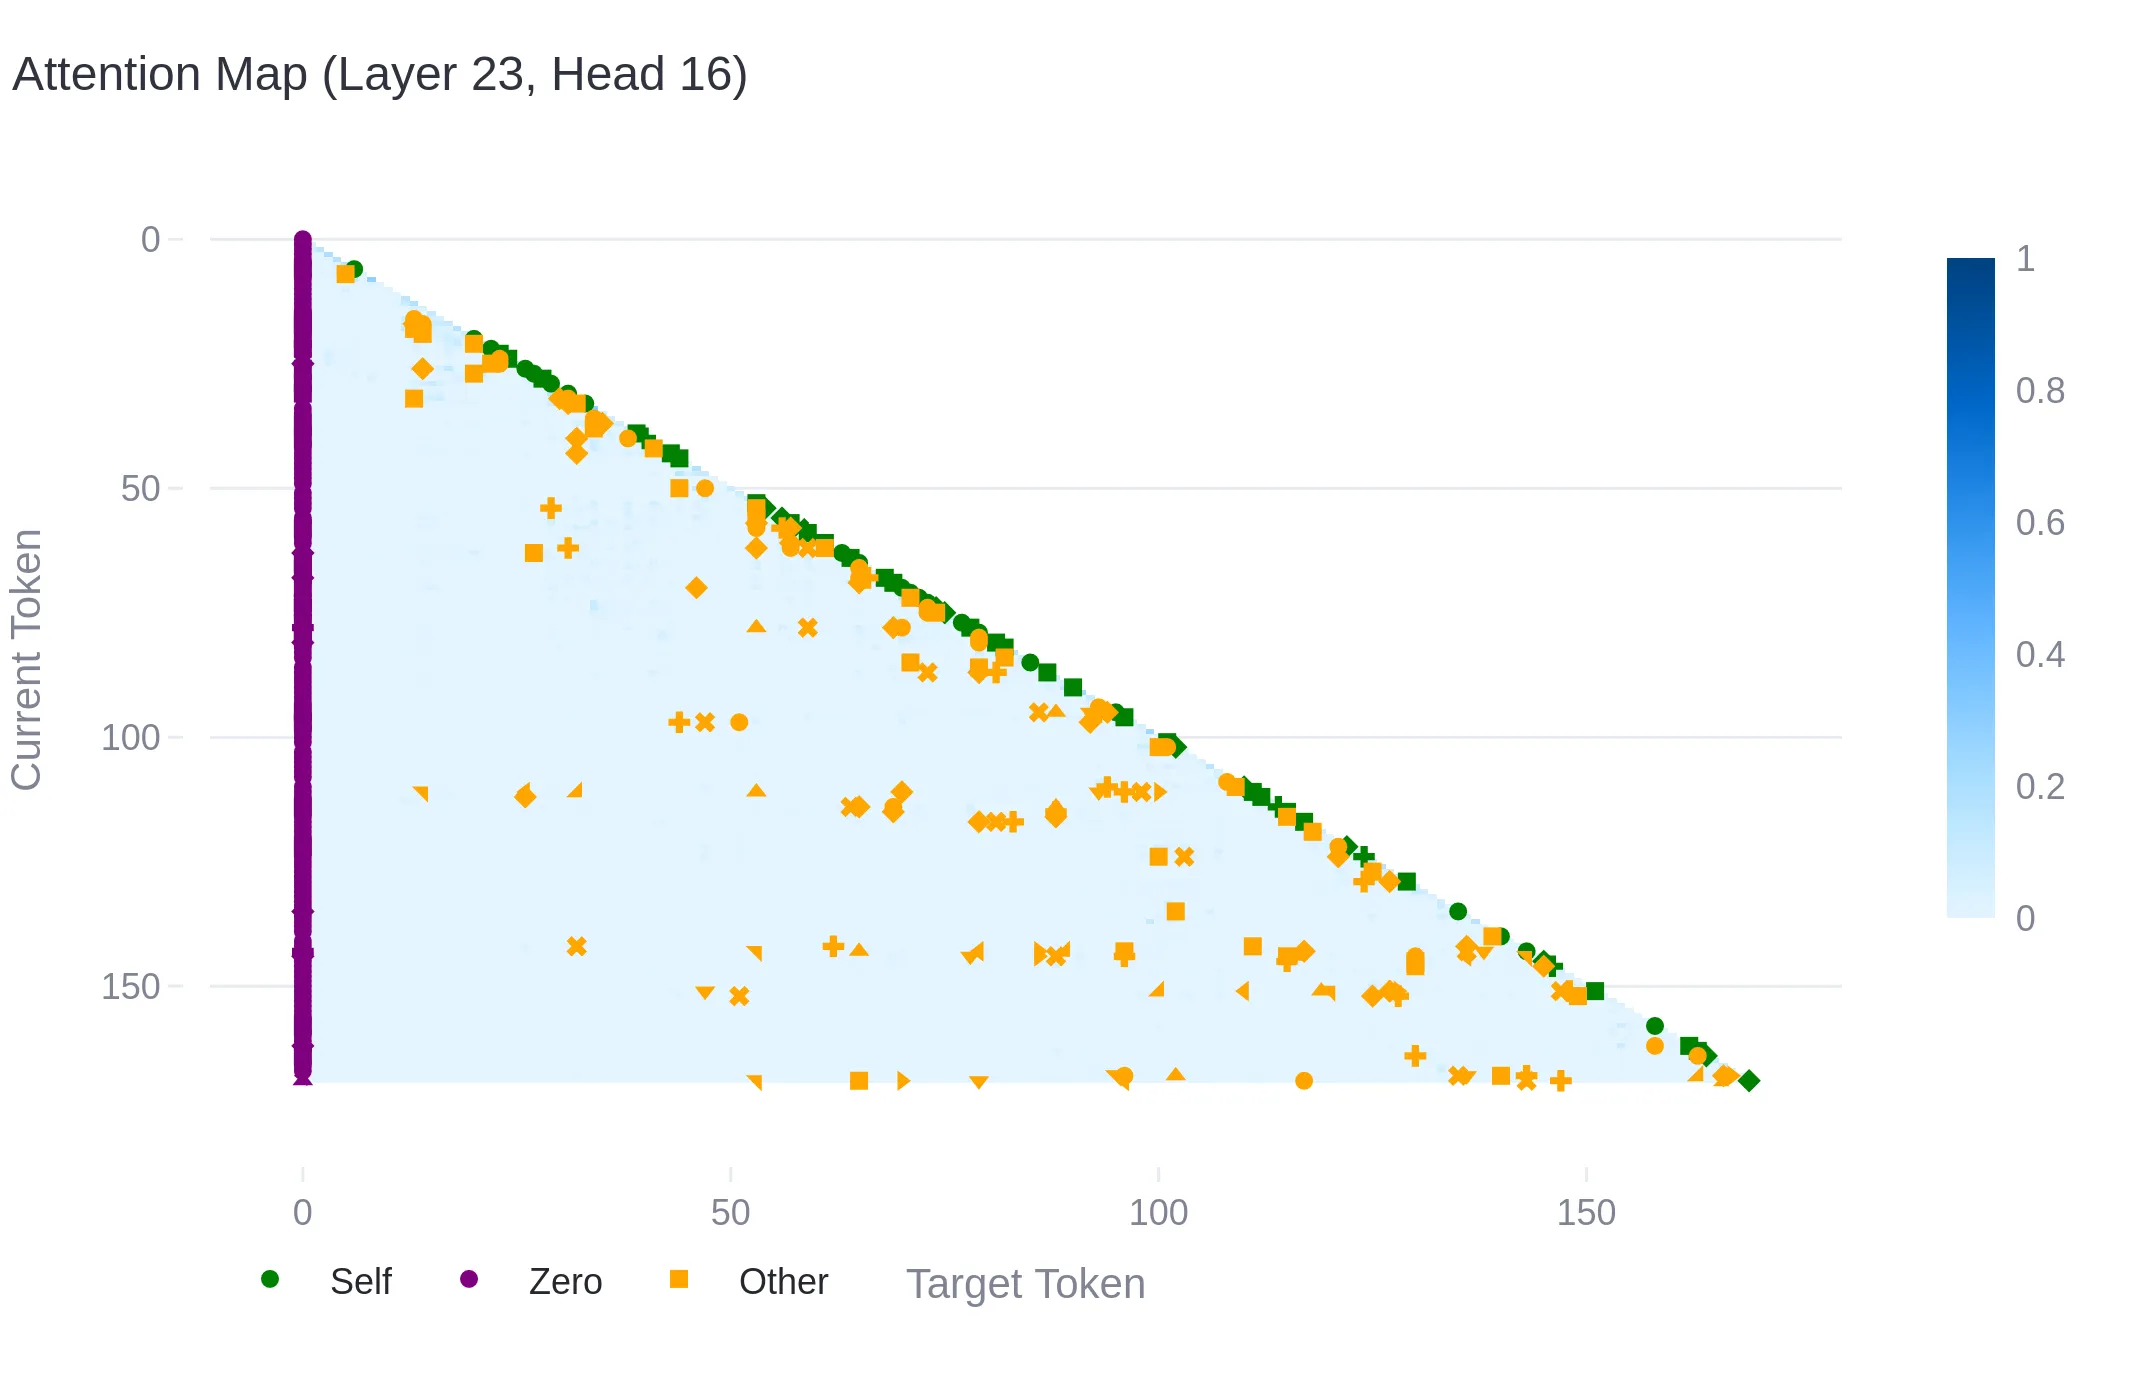 Attention Map (Layer 23, Head 16)
0
50
100
150
Current Token
1
0.8
0.6
0.4
0.2
0
0 50 100 150
Self Zero Other
Target Token